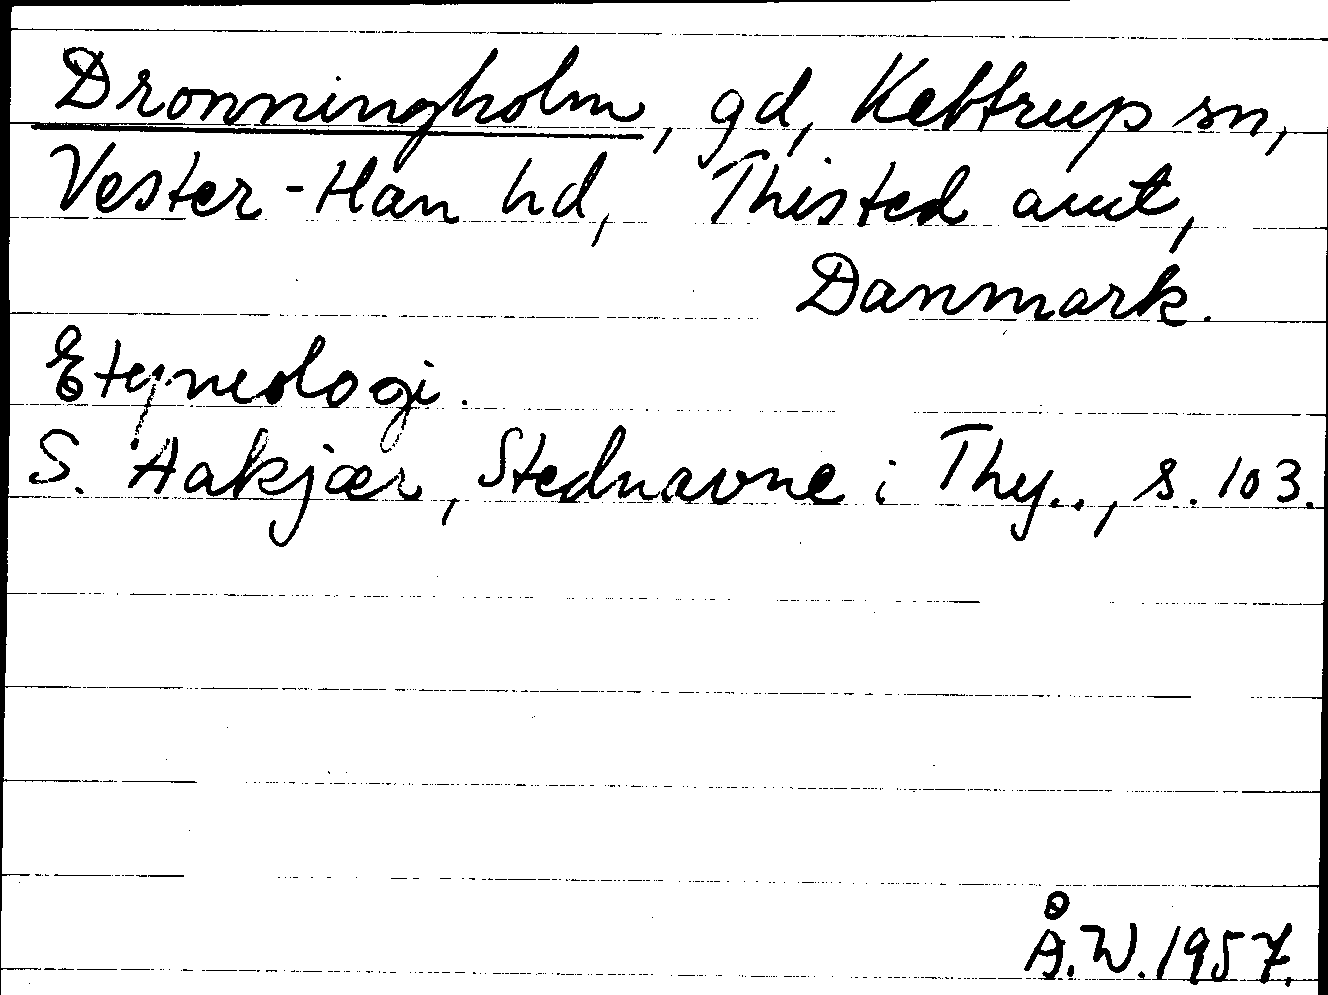 Dronningholm, gd, Kettrup sn,
Vester-Han hd, Thisted amt,
Danmark.
Etymologi.
S. Aakjær, Stednavne i Thy.., s. 103.
Å.W. 1957.